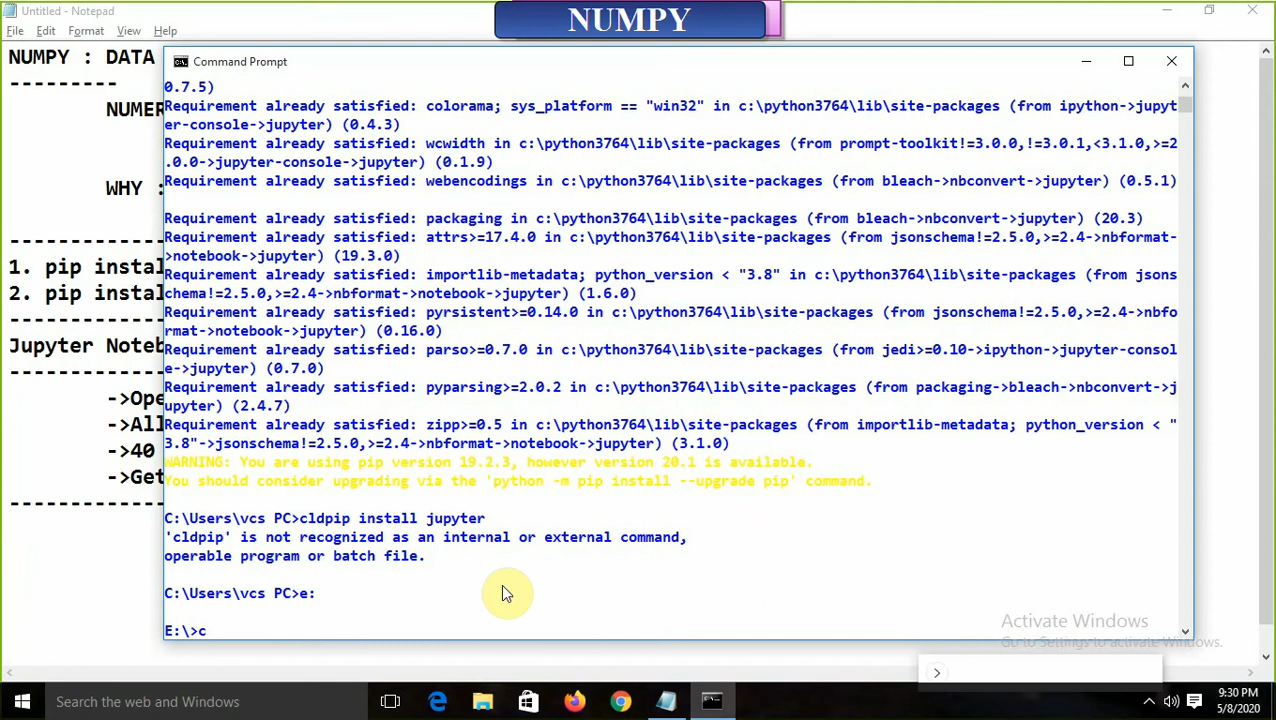 Untitled - Notepad
NUMPY
File Edit Format View Help
NUMPY : DATA
---------
NUMER
WHY :
1. pip instal
2. pip instal
Jupyter Noteb
->Ope
->All
->40
->Get
Command Prompt
0.7.5)
Requirement already satisfied: colorama; sys_platform == "win32" in c:\python3764\lib\site-packages (from ipython->jupyt
er-console->jupyter) (0.4.3)
Requirement already satisfied: wcwidth in c:\python3764\lib\site-packages (from prompt-toolkit!=3.0.0,!=3.0.1,<3.1.0,>=2
.0.0->jupyter-console->jupyter) (0.1.9)
Requirement already satisfied: webencodings in c:\python3764\lib\site-packages (from bleach->nbconvert->jupyter) (0.5.1)
Requirement already satisfied: packaging in c:\python3764\lib\site-packages (from bleach->nbconvert->jupyter) (20.3)
Requirement already satisfied: attrs>=17.4.0 in c:\python3764\lib\site-packages (from jsonschema!=2.5.0,>=2.4->nbformat-
>notebook->jupyter) (19.3.0)
Requirement already satisfied: importlib-metadata; python_version < "3.8" in c:\python3764\lib\site-packages (from jsons
chema!=2.5.0,>=2.4->nbformat->notebook->jupyter) (1.6.0)
Requirement already satisfied: pyrsistent>=0.14.0 in c:\python3764\lib\site-packages (from jsonschema!=2.5.0,>=2.4->nbfo
rmat->notebook->jupyter) (0.16.0)
Requirement already satisfied: parso>=0.7.0 in c:\python3764\lib\site-packages (from jedi>=0.10->ipython->jupyter-consol
e->jupyter) (0.7.0)
Requirement already satisfied: pyparsing>=2.0.2 in c:\python3764\lib\site-packages (from packaging->bleach->nbconvert->j
upyter) (2.4.7)
Requirement already satisfied: zipp>=0.5 in c:\python3764\lib\site-packages (from importlib-metadata; python_version < "
3.8"->jsonschema!=2.5.0,>=2.4->nbformat->notebook->jupyter) (3.1.0)
WARNING: You are using pip version 19.2.3, however version 20.1 is available.
You should consider upgrading via the 'python -m pip install --upgrade pip' command.
C:\Users\vcs PC>cldpip install jupyter
'cldpip' is not recognized as an internal or external command,
operable program or batch file.
C:\Users\vcs PC>e:
E:\>c
Activate Windows
Go to Settings to activate Windows.
Search the web and Windows
9:30 PM
5/8/2020